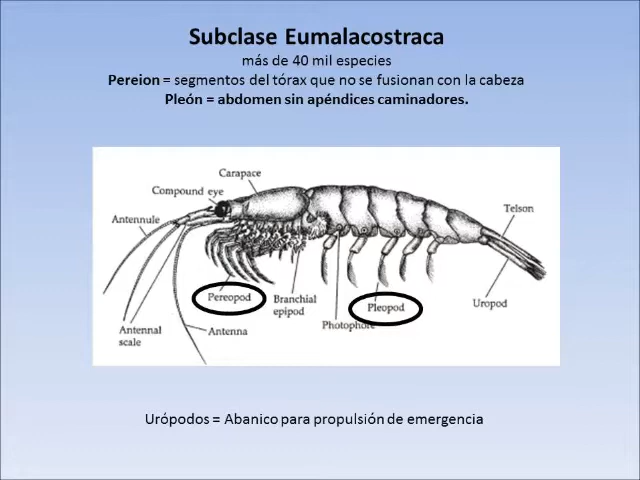 Subclase Eumalacostraca
más de 40 mil especies
Pereion = segmentos del tórax que no se fusionan con la cabeza
Pleón = abdomen sin apéndices caminadores.
Carapace
Compound eye
Antennule
Telson
Pereopod
Branchial
epipod
Pleopod
Uropod
Photophore
Antennal
scale
Antenna
Urópodos = Abanico para propulsión de emergencia